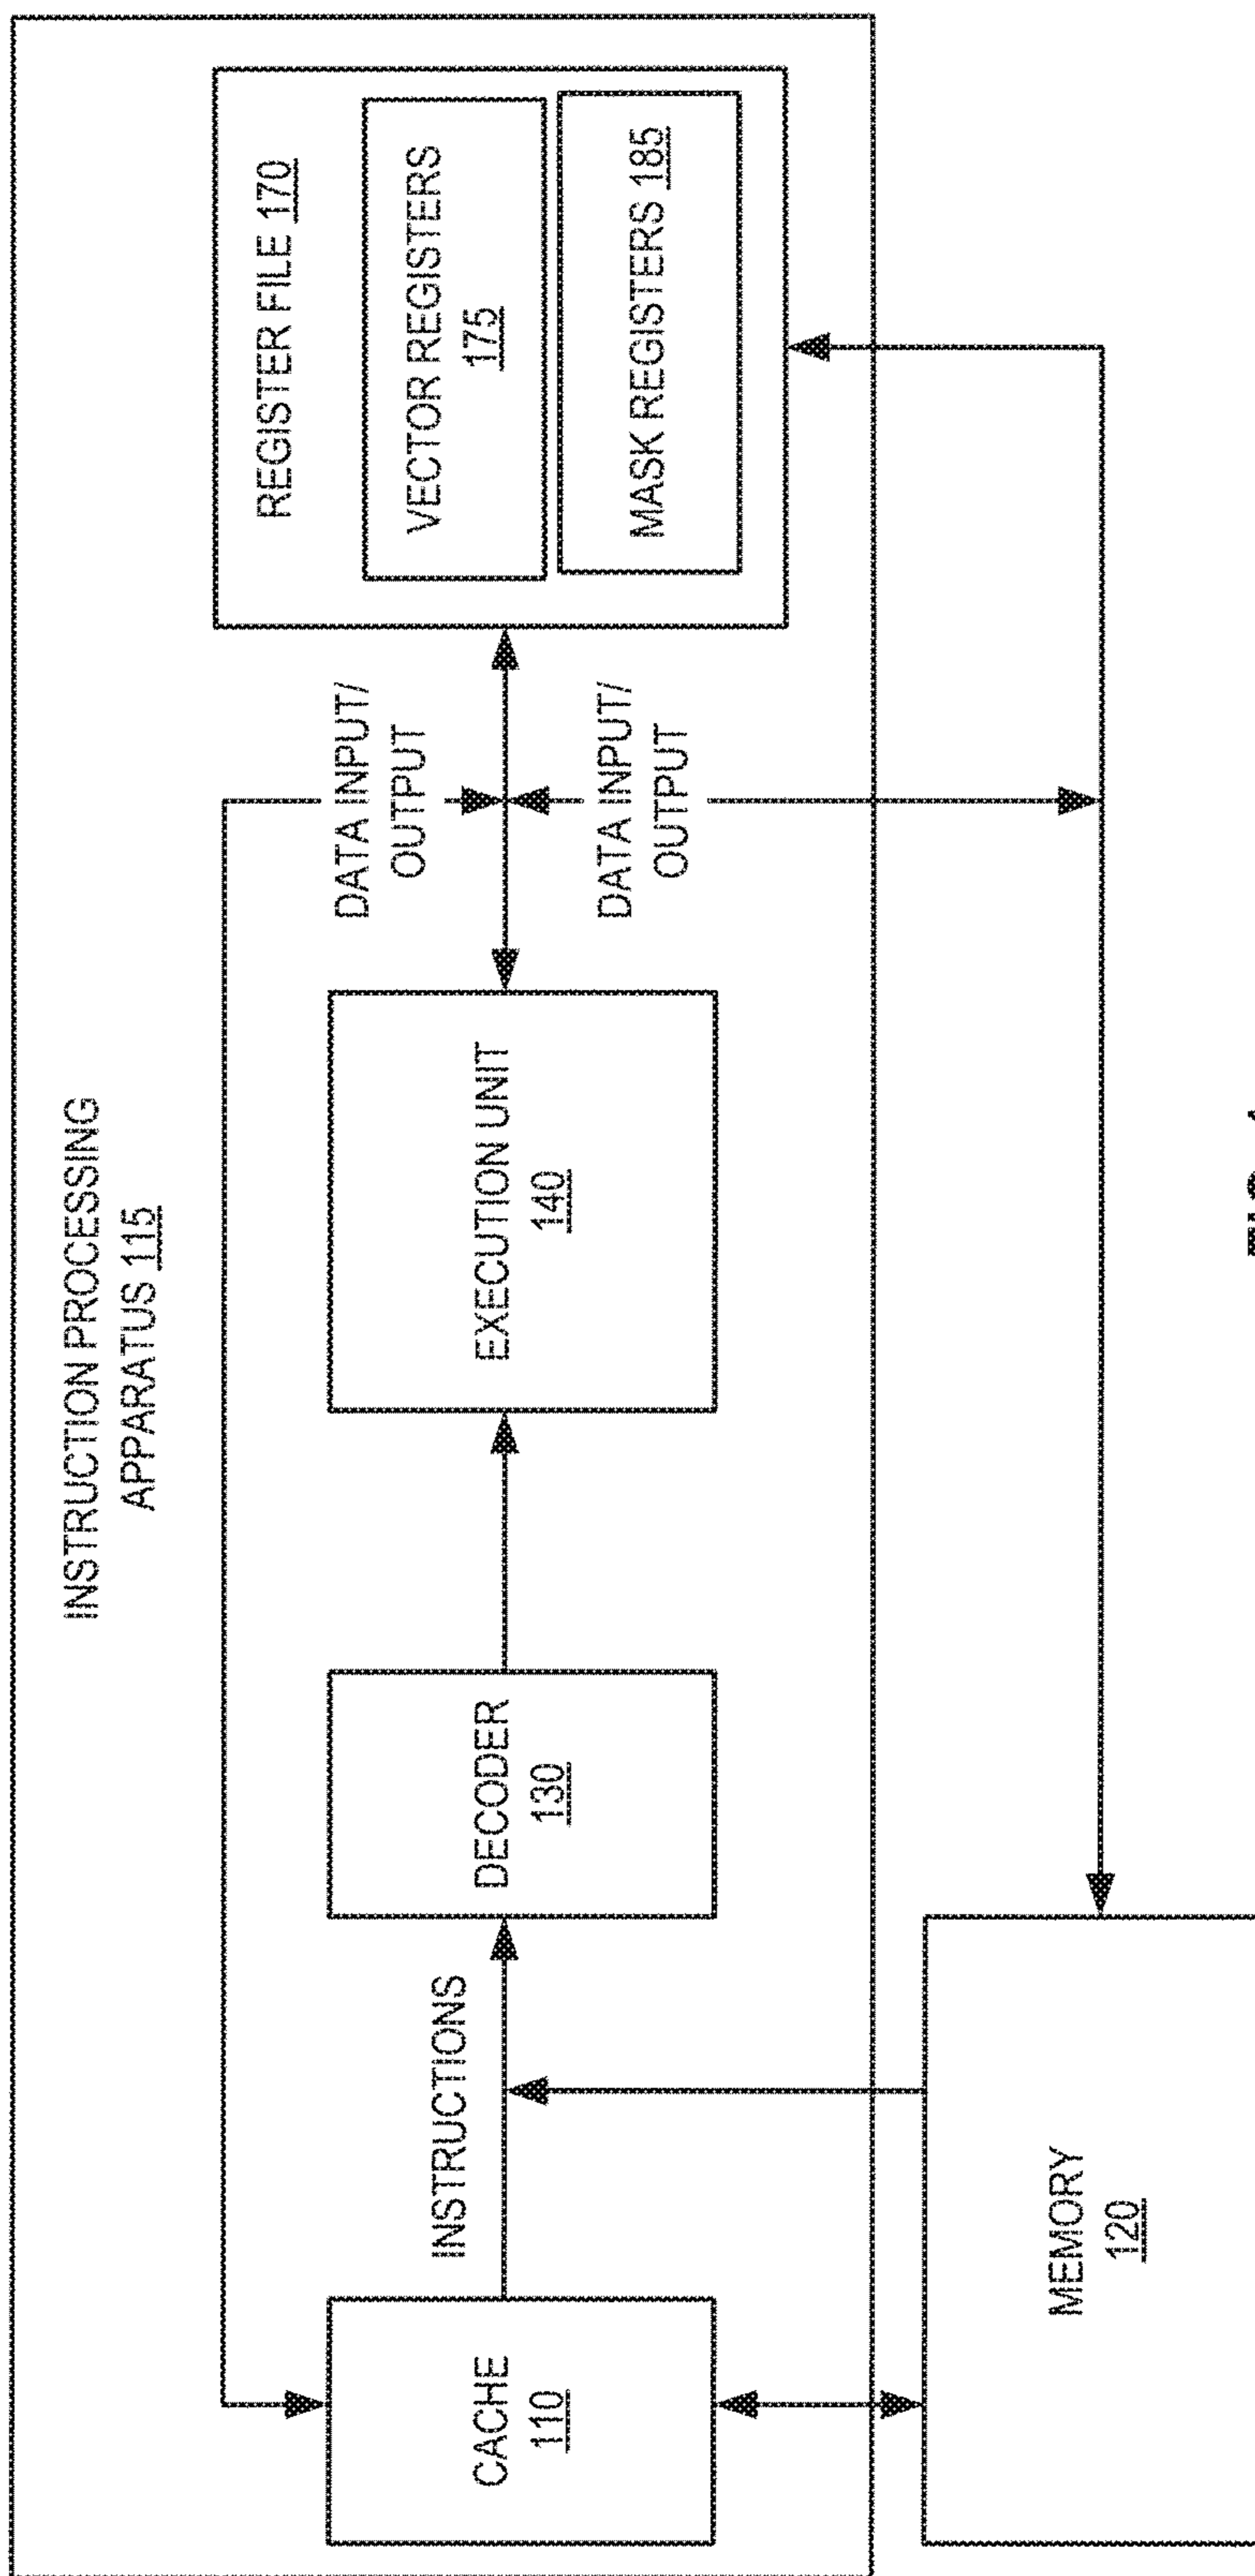 INSTRUCTION PROCESSING
APPARATUS 115
CACHE
110
INSTRUCTIONS
DECODER
130
EXECUTION UNIT
140
DATA INPUT/
OUTPUT
DATA INPUT/
OUTPUT
REGISTER FILE 170
VECTOR REGISTERS
175
MASK REGISTERS 185
MEMORY
120